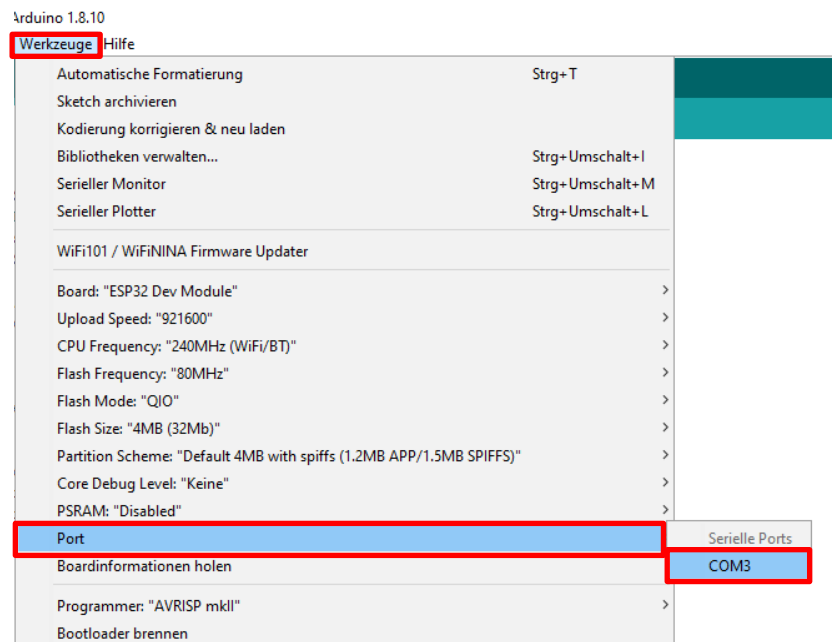 Arduino 1.8.10
Werkzeuge Hilfe
Automatische Formatierung Strg+T
Sketch archivieren
Kodierung korrigieren & neu laden
Bibliotheken verwalten... Strg+Umschalt+I
Serieller Monitor Strg+Umschalt+M
Serieller Plotter Strg+Umschalt+L
WiFi101 / WiFiNINA Firmware Updater
Board: "ESP32 Dev Module"
Upload Speed: "921600"
CPU Frequency: "240MHz (WiFi/BT)"
Flash Frequency: "80MHz"
Flash Mode: "QIO"
Flash Size: "4MB (32Mb)"
Partition Scheme: "Default 4MB with spiffs (1.2MB APP/1.5MB SPIFFS)"
Core Debug Level: "Keine"
PSRAM: "Disabled"
Port Serielle Ports
Boardinformationen holen COM3
Programmer: "AVRISP mkII"
Bootloader brennen